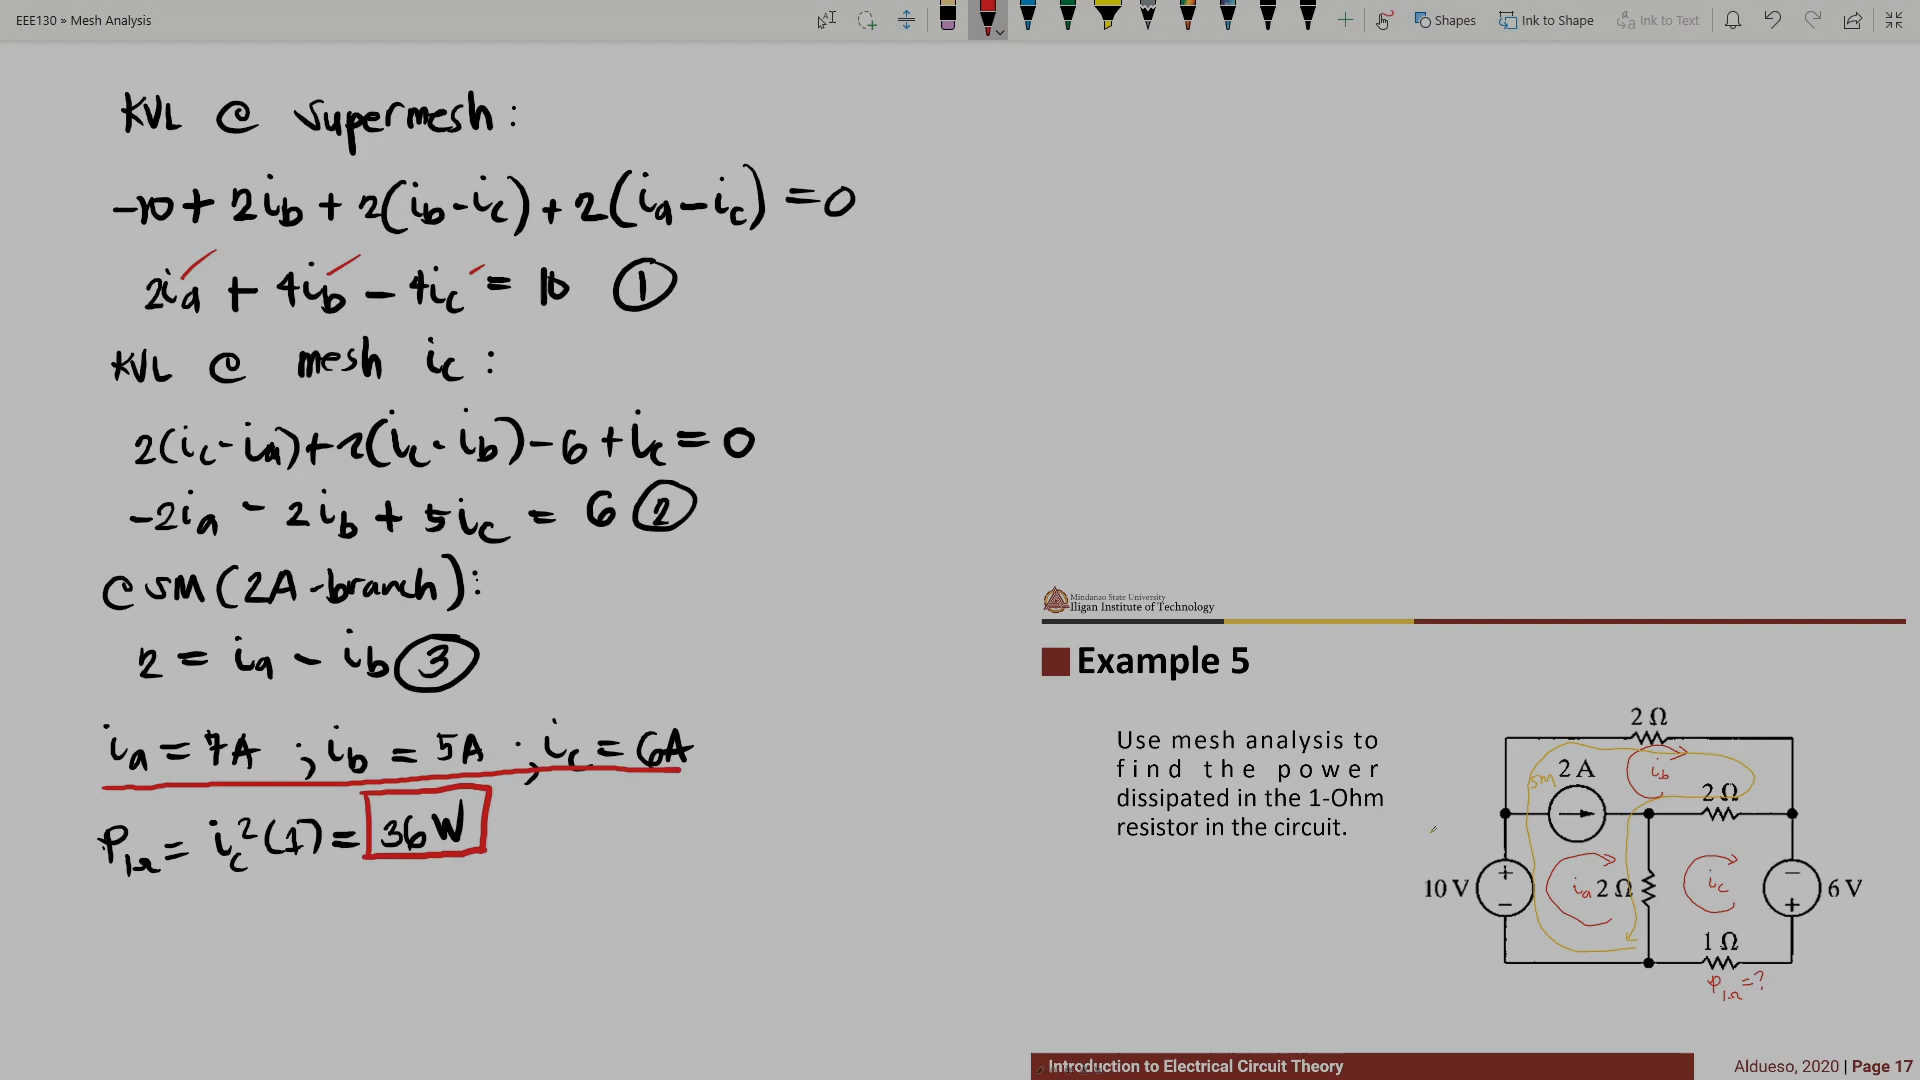 EEE130 » Mesh Analysis
Shapes
Ink to Shape
Ink to Text
KVL @ supermesh:
-10 + 2ib + 2(ib - ic) + 2(ia - ic) = 0
2ia + 4ib - 4ic = 10 ①
KVL @ mesh ic:
2(ic - ia) + 2(ic - ib) - 6 + ic = 0
-2ia - 2ib + 5ic = 6 ②
@ SM (2A-branch):
2 = ia - ib ③
ia = 7A ; ib = 5A ; ic = 6A
P1Ω = ic²(1) = 36W
Mindanao State University
Iligan Institute of Technology
Example 5
Use mesh analysis to
find the power
dissipated in the 1-Ohm
resistor in the circuit.
2 Ω
2 A
SM
ib
2 Ω
10 V
+
−
ia
2 Ω
ic
−
+
6 V
1 Ω
P1Ω = ?
Introduction to Electrical Circuit Theory
Aldueso, 2020 | Page 17